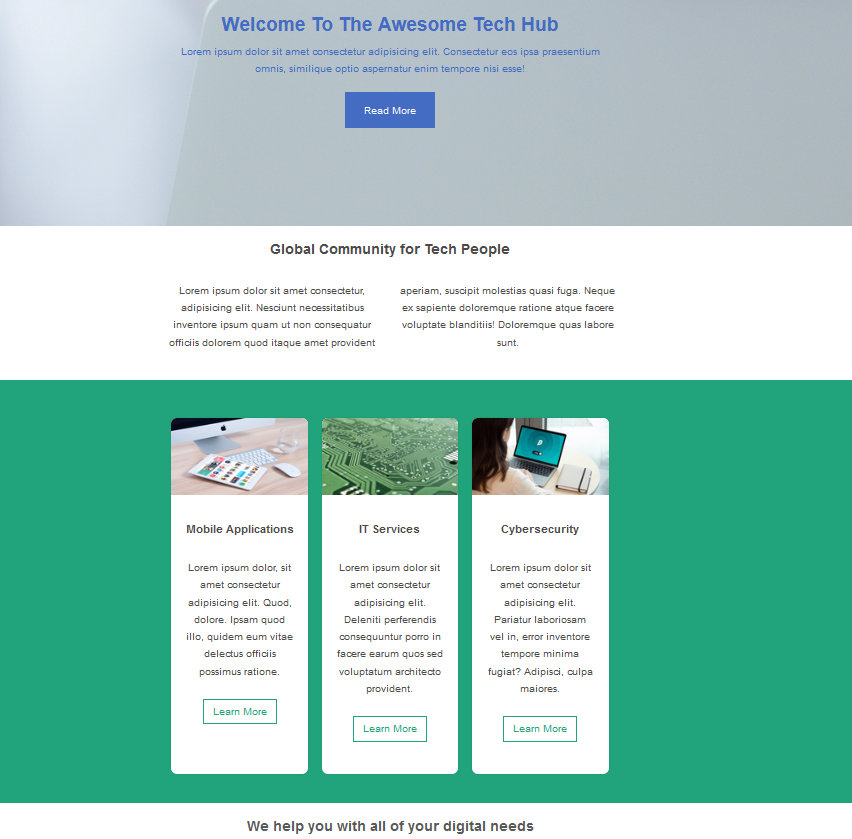 Welcome To The Awesome Tech Hub
Lorem ipsum dolor sit amet consectetur adipisicing elit. Consectetur eos ipsa praesentium
omnis, similique optio aspernatur enim tempore nisi esse!
Read More
Global Community for Tech People
Lorem ipsum dolor sit amet consectetur,
adipisicing elit. Nesciunt necessitatibus
inventore ipsum quam ut non consequatur
officiis dolorem quod itaque amet provident
aperiam, suscipit molestias quasi fuga. Neque
ex sapiente doloremque ratione atque facere
voluptate blanditiis! Doloremque quas labore
sunt.
Mobile Applications
Lorem ipsum dolor, sit
amet consectetur
adipisicing elit. Quod,
dolore. Ipsam quod
illo, quidem eum vitae
delectus officiis
possimus ratione.
Learn More
IT Services
Lorem ipsum dolor sit
amet consectetur
adipisicing elit.
Deleniti perferendis
consequuntur porro in
facere earum quos sed
voluptatum architecto
provident.
Learn More
Cybersecurity
Lorem ipsum dolor sit
amet consectetur
adipisicing elit.
Pariatur laboriosam
vel in, error inventore
tempore minima
fugiat? Adipisci, culpa
maiores.
Learn More
We help you with all of your digital needs